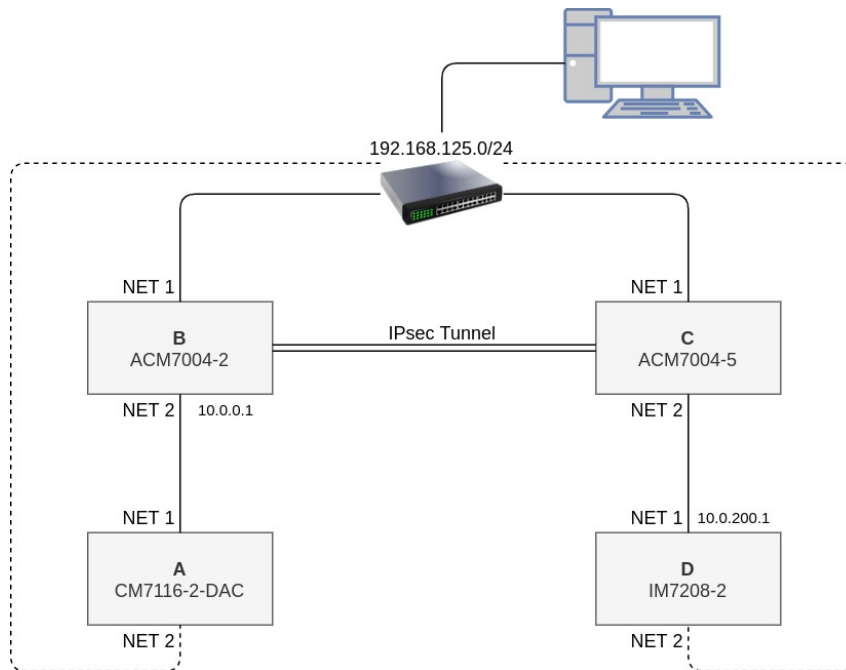 192.168.125.0/24
NET 1
NET 1
B
ACM7004-2
IPsec Tunnel
C
ACM7004-5
NET 2
10.0.0.1
NET 2
NET 1
NET 1
10.0.200.1
A
CM7116-2-DAC
D
IM7208-2
NET 2
NET 2